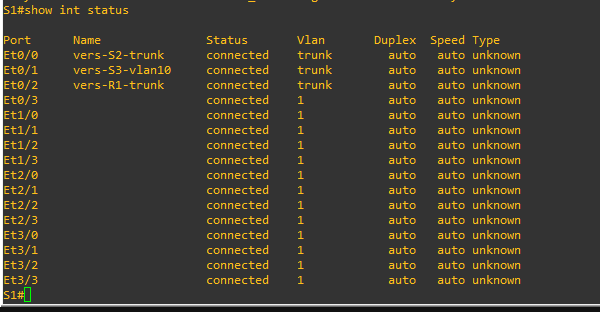 S1#show int status
Port Name Status Vlan Duplex Speed Type
Et0/0 vers-S2-trunk connected trunk auto auto unknown
Et0/1 vers-S3-vlan10 connected trunk auto auto unknown
Et0/2 vers-R1-trunk connected trunk auto auto unknown
Et0/3 connected 1 auto auto unknown
Et1/0 connected 1 auto auto unknown
Et1/1 connected 1 auto auto unknown
Et1/2 connected 1 auto auto unknown
Et1/3 connected 1 auto auto unknown
Et2/0 connected 1 auto auto unknown
Et2/1 connected 1 auto auto unknown
Et2/2 connected 1 auto auto unknown
Et2/3 connected 1 auto auto unknown
Et3/0 connected 1 auto auto unknown
Et3/1 connected 1 auto auto unknown
Et3/2 connected 1 auto auto unknown
Et3/3 connected 1 auto auto unknown
S1#